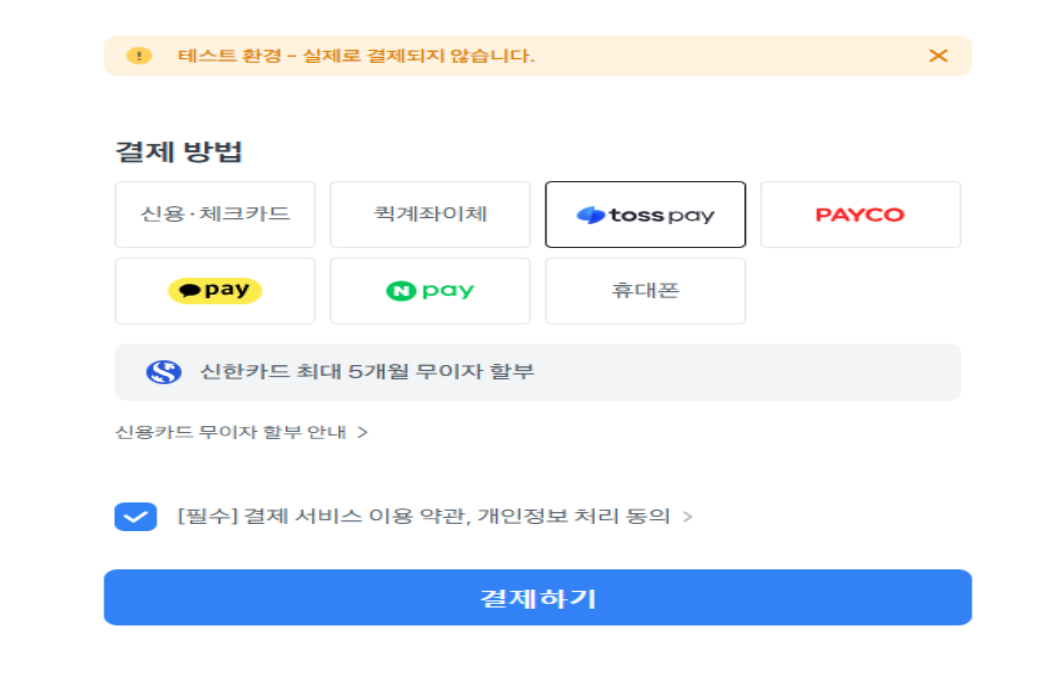 테스트 환경 - 실제로 결제되지 않습니다.
결제 방법
신용·체크카드 퀵계좌이체 toss pay PAYCO
pay N pay 휴대폰
신한카드 최대 5개월 무이자 할부
신용카드 무이자 할부 안내 >
[필수] 결제 서비스 이용 약관, 개인정보 처리 동의 >
결제하기